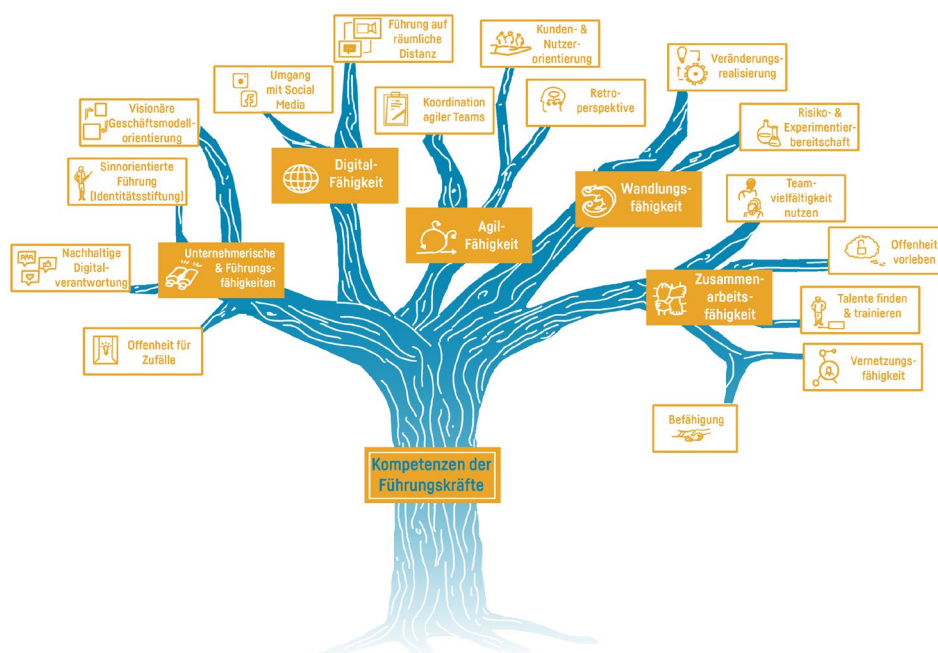 Führung auf
räumliche
Distanz
Kunden- &
Nutzer-
orientierung
Veränderungs-
realisierung
Umgang
mit Social
Media
Koordination
agiler Teams
Retro-
perspektive
Visionäre
Geschäftsmodell-
orientierung
Risiko- &
Experimentier-
bereitschaft
Sinnorientierte
Führung
(Identitätsstiftung)
Digital-
Fähigkeit
Wandlungs-
fähigkeit
Team-
vielfältigkeit
nutzen
Agil-
Fähigkeit
Nachhaltige
Digital-
verantwortung
Unternehmerische
& Führungs-
fähigkeiten
Offenheit
vorleben
Zusammen-
arbeits-
fähigkeit
Talente finden
& trainieren
Offenheit für
Zufälle
Vernetzungs-
fähigkeit
Befähigung
Kompetenzen der
Führungskräfte